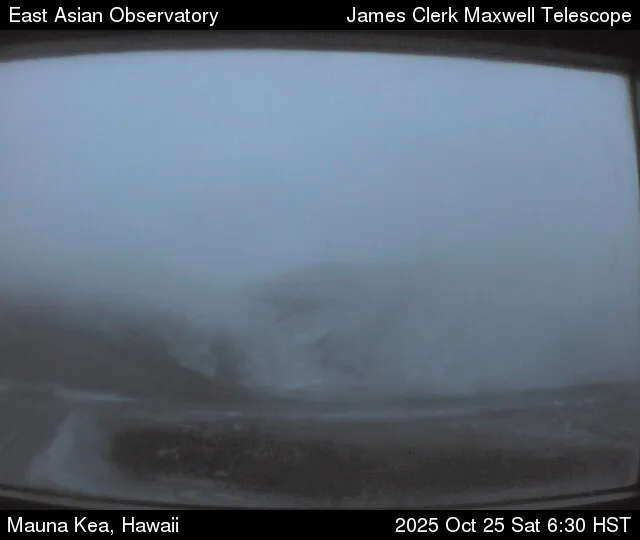 East Asian Observatory
James Clerk Maxwell Telescope
Mauna Kea, Hawaii
2025 Oct 25 Sat 6:30 HST